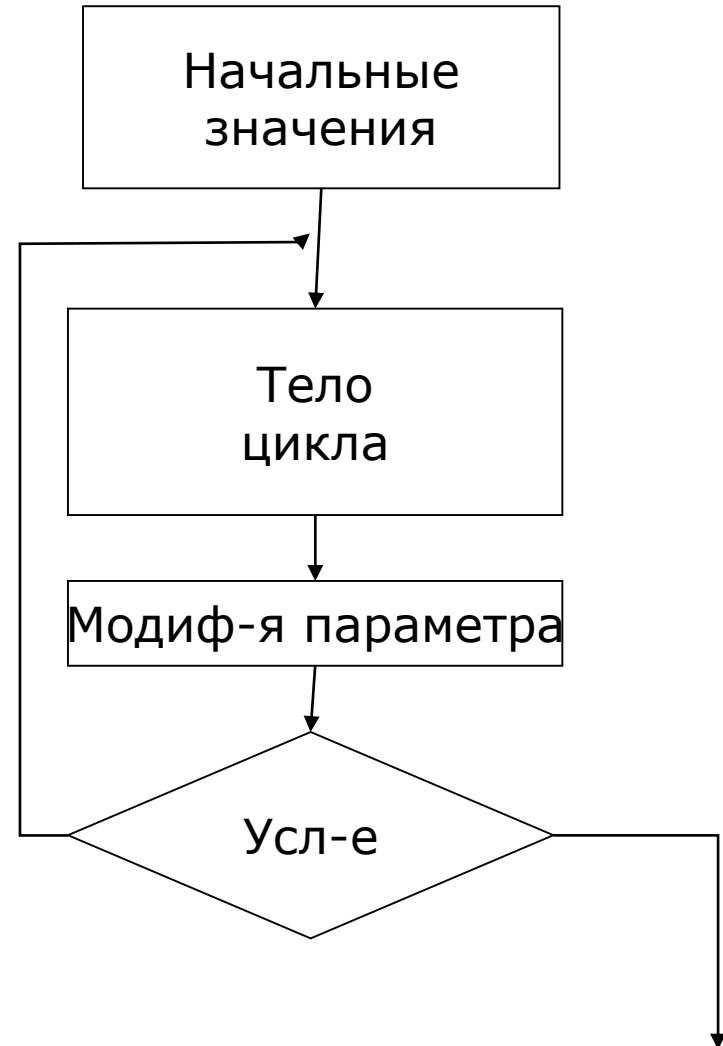 Начальные
значения
Тело
цикла
Модиф-я параметра
Усл-е